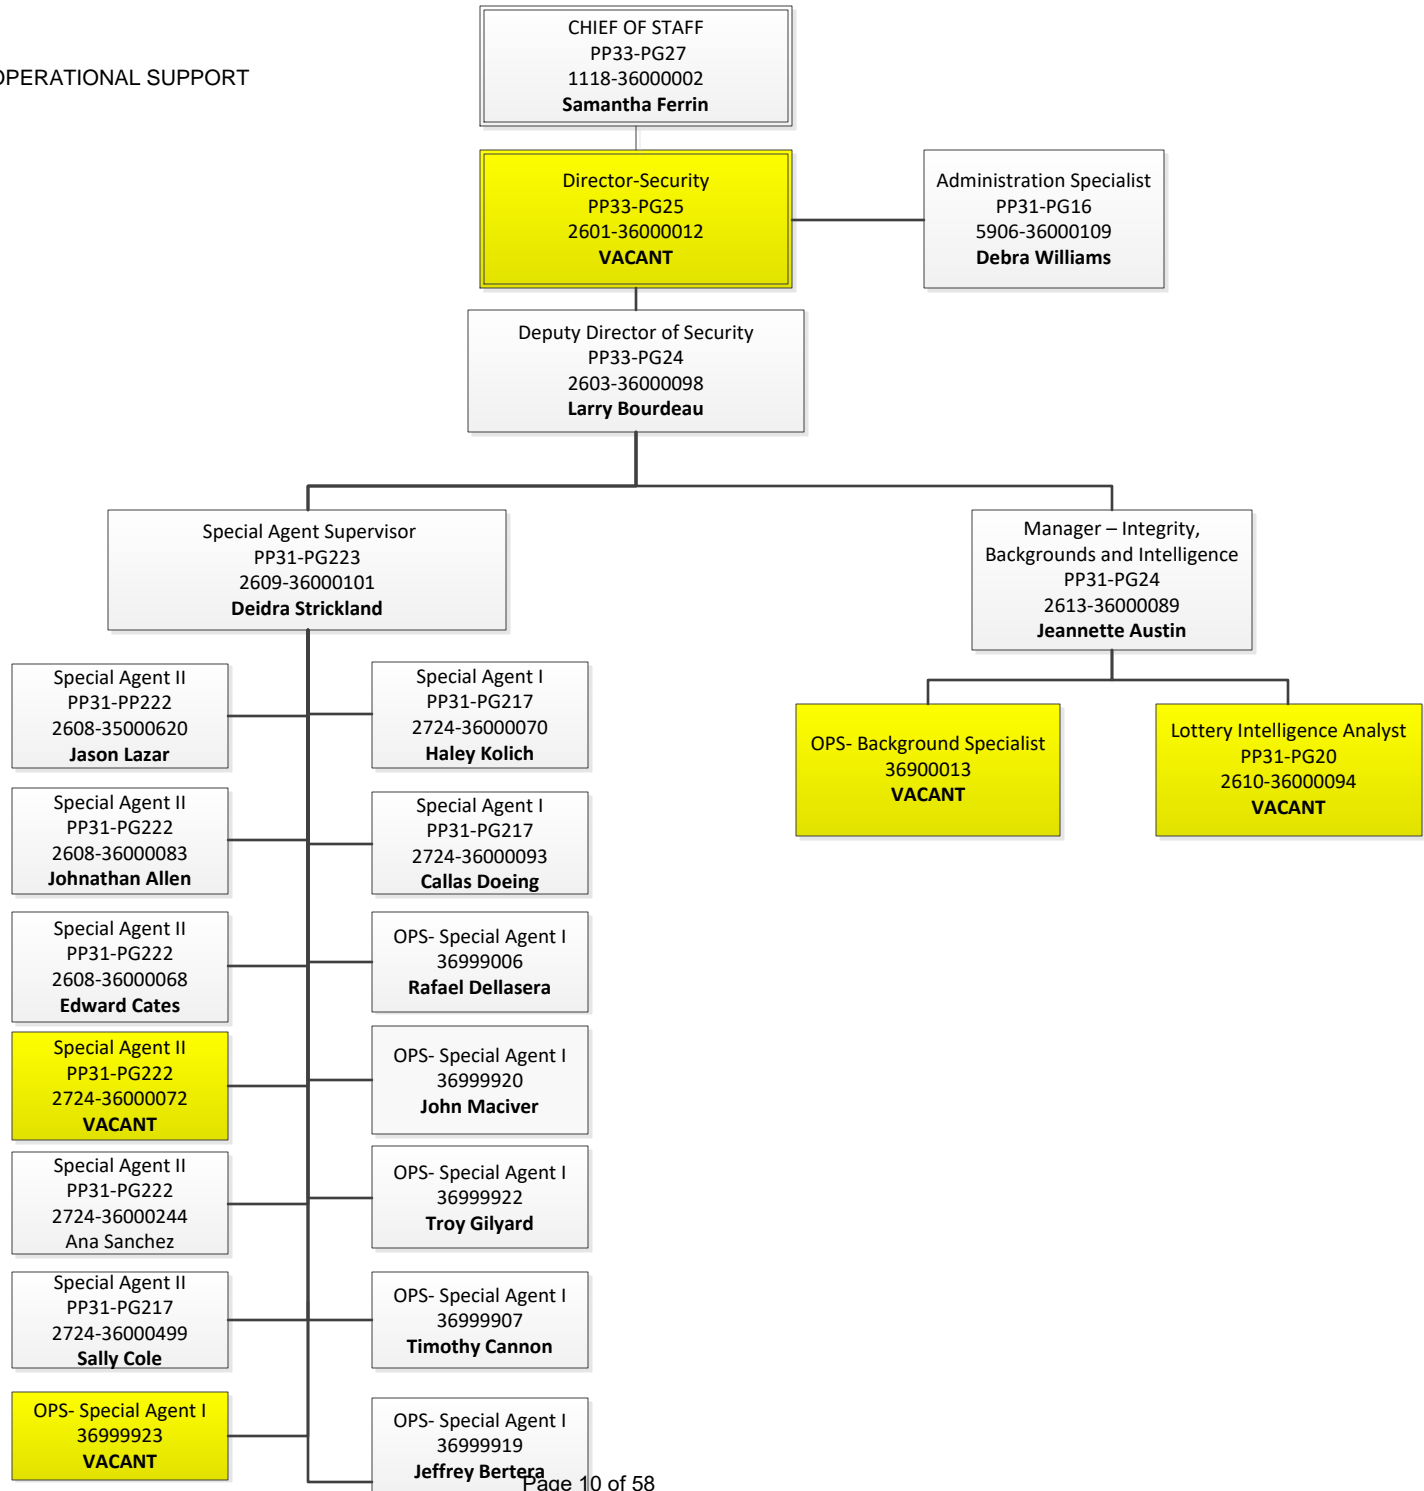 OPERATIONAL SUPPORT
CHIEF OF STAFF
PP33-PG27
1118-36000002
Samantha Ferrin
Director-Security
PP33-PG25
2601-36000012
VACANT
Administration Specialist
PP31-PG16
5906-36000109
Debra Williams
Deputy Director of Security
PP33-PG24
2603-36000098
Larry Bourdeau
Special Agent Supervisor
PP31-PG223
2609-36000101
Deidra Strickland
Manager – Integrity,
Backgrounds and Intelligence
PP31-PG24
2613-36000089
Jeannette Austin
Special Agent II
PP31-PP222
2608-35000620
Jason Lazar
Special Agent I
PP31-PG217
2724-36000070
Haley Kolich
OPS- Background Specialist
36900013
VACANT
Lottery Intelligence Analyst
PP31-PG20
2610-36000094
VACANT
Special Agent II
PP31-PG222
2608-36000083
Johnathan Allen
Special Agent I
PP31-PG217
2724-36000093
Callas Doeing
Special Agent II
PP31-PG222
2608-36000068
Edward Cates
OPS- Special Agent I
36999006
Rafael Dellasera
Special Agent II
PP31-PG222
2724-36000072
VACANT
OPS- Special Agent I
36999920
John Maciver
Special Agent II
PP31-PG222
2724-36000244
Ana Sanchez
OPS- Special Agent I
36999922
Troy Gilyard
Special Agent II
PP31-PG217
2724-36000499
Sally Cole
OPS- Special Agent I
36999907
Timothy Cannon
OPS- Special Agent I
36999923
VACANT
OPS- Special Agent I
36999919
Jeffrey Bertera
Page 10 of 58